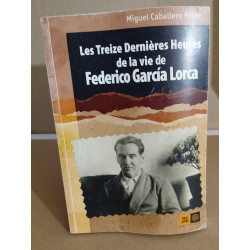 Miguel Caballero Pérez
Les Treize Dernières Heures
de la vie de
Federico García Lorca